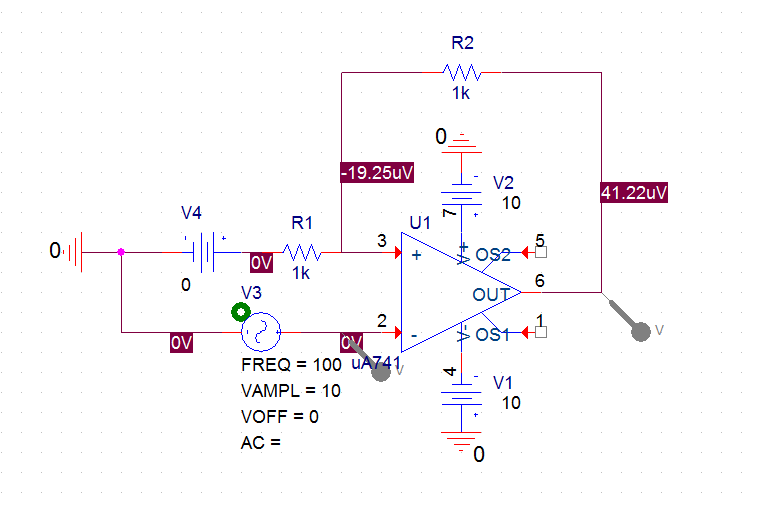 R2
1k
0
-19.25uV
V2
10
41.22uV
7
V4
R1
U1
0
3
+
V+
OS2
5
0V
1k
0
6
OUT
V3
2
-
V-
OS1
1
V
0V
0V
uA741
V
FREQ = 100
VAMPL = 10
VOFF = 0
AC =
4
V1
10
0